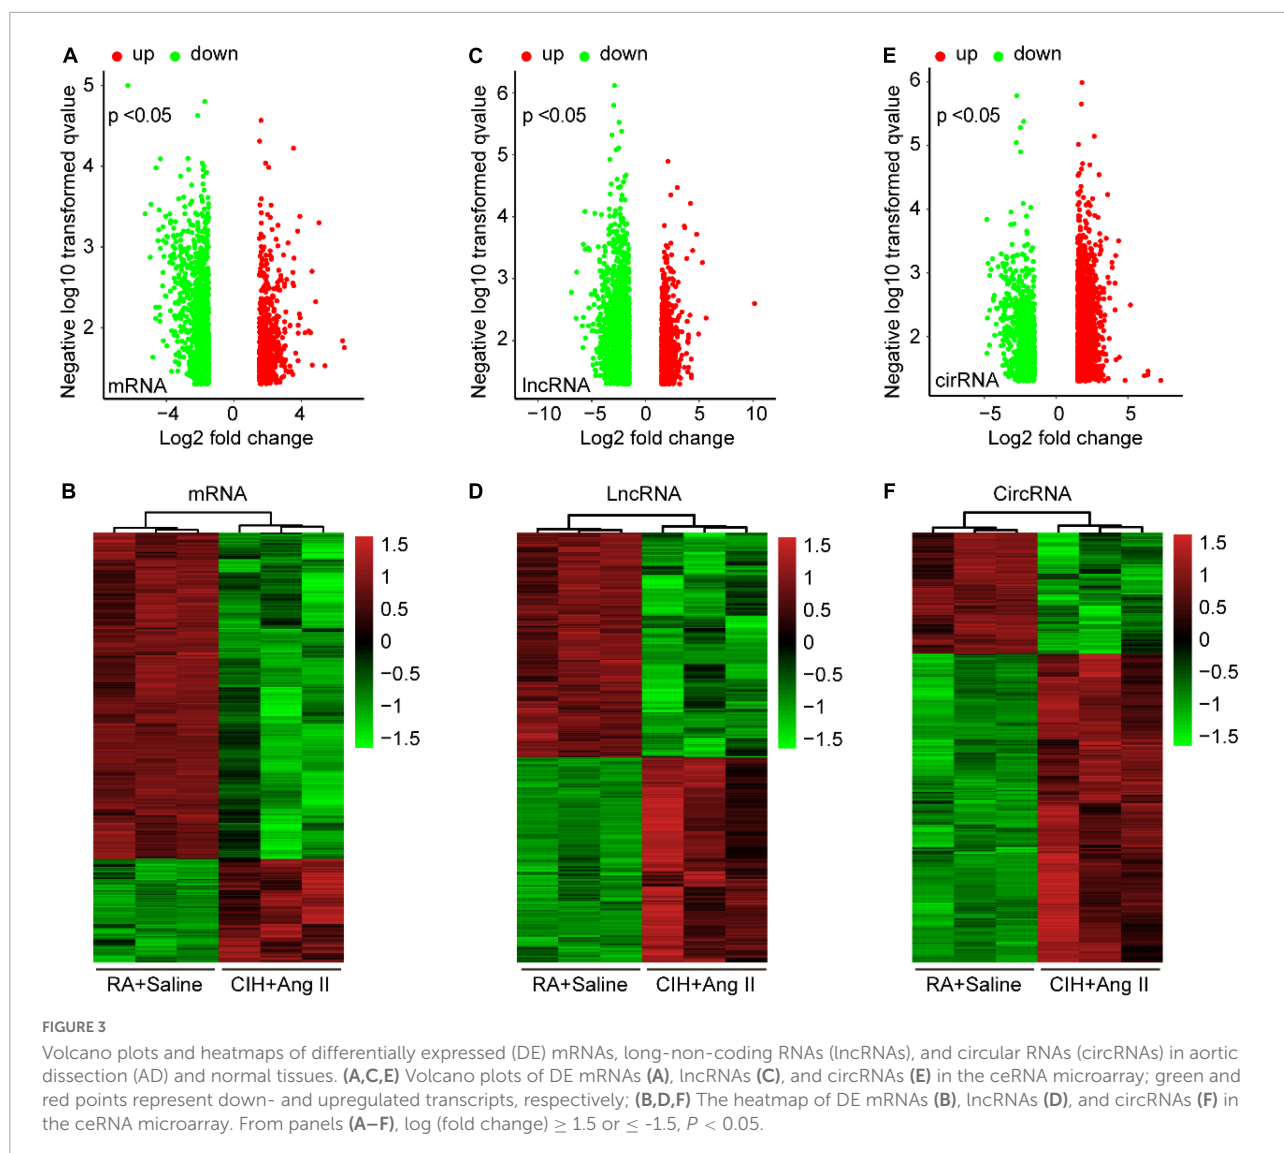 A
up
down
5
4
3
2
p <0.05
mRNA
Negative log10 transformed qvalue
−4
0
4
Log2 fold change
C
up
down
6
5
4
3
2
p <0.05
lncRNA
Negative log10 transformed qvalue
−10
−5
0
5
10
Log2 fold change
E
up
down
6
5
4
3
2
p <0.05
cirRNA
Negative log10 transformed qvalue
−5
0
5
Log2 fold change
B
mRNA
1.5
1
0.5
0
−0.5
−1
−1.5
RA+Saline
CIH+Ang II
D
LncRNA
1.5
1
0.5
0
−0.5
−1
−1.5
RA+Saline
CIH+Ang II
F
CircRNA
1.5
1
0.5
0
−0.5
−1
−1.5
RA+Saline
CIH+Ang II
FIGURE 3
Volcano plots and heatmaps of differentially expressed (DE) mRNAs, long-non-coding RNAs (lncRNAs), and circular RNAs (circRNAs) in aortic
dissection (AD) and normal tissues. (A,C,E) Volcano plots of DE mRNAs (A), lncRNAs (C), and circRNAs (E) in the ceRNA microarray; green and
red points represent down- and upregulated transcripts, respectively; (B,D,F) The heatmap of DE mRNAs (B), lncRNAs (D), and circRNAs (F) in
the ceRNA microarray. From panels (A–F), log (fold change) ≥ 1.5 or ≤ -1.5, P < 0.05.